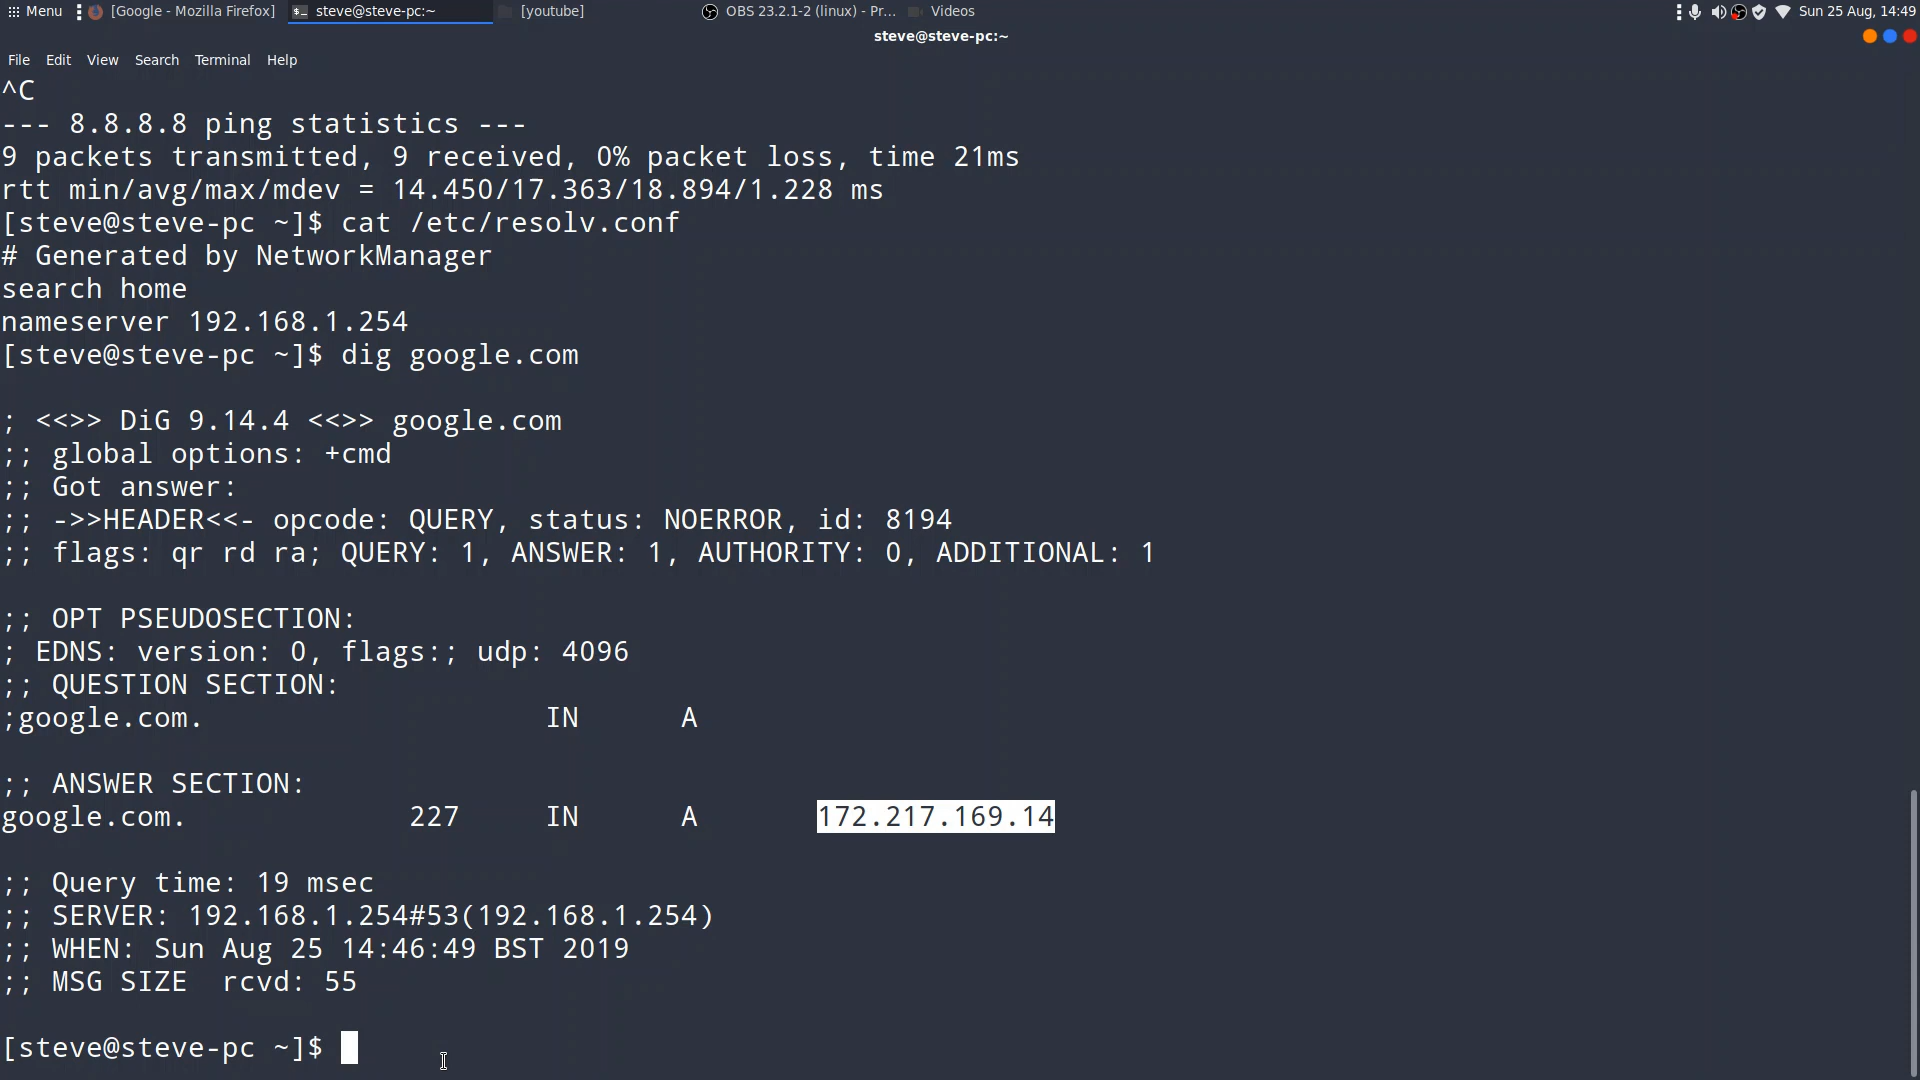 Menu [Google - Mozilla Firefox] steve@steve-pc:~ [youtube] OBS 23.2.1-2 (linux) - Pr... Videos Sun 25 Aug, 14:49
steve@steve-pc:~
File Edit View Search Terminal Help
^C
--- 8.8.8.8 ping statistics ---
9 packets transmitted, 9 received, 0% packet loss, time 21ms
rtt min/avg/max/mdev = 14.450/17.363/18.894/1.228 ms
[steve@steve-pc ~]$ cat /etc/resolv.conf
# Generated by NetworkManager
search home
nameserver 192.168.1.254
[steve@steve-pc ~]$ dig google.com
; <<>> DiG 9.14.4 <<>> google.com
;; global options: +cmd
;; Got answer:
;; ->>HEADER<<- opcode: QUERY, status: NOERROR, id: 8194
;; flags: qr rd ra; QUERY: 1, ANSWER: 1, AUTHORITY: 0, ADDITIONAL: 1
;; OPT PSEUDOSECTION:
; EDNS: version: 0, flags:; udp: 4096
;; QUESTION SECTION:
;google.com. IN A
;; ANSWER SECTION:
google.com. 227 IN A 172.217.169.14
;; Query time: 19 msec
;; SERVER: 192.168.1.254#53(192.168.1.254)
;; WHEN: Sun Aug 25 14:46:49 BST 2019
;; MSG SIZE  rcvd: 55
[steve@steve-pc ~]$